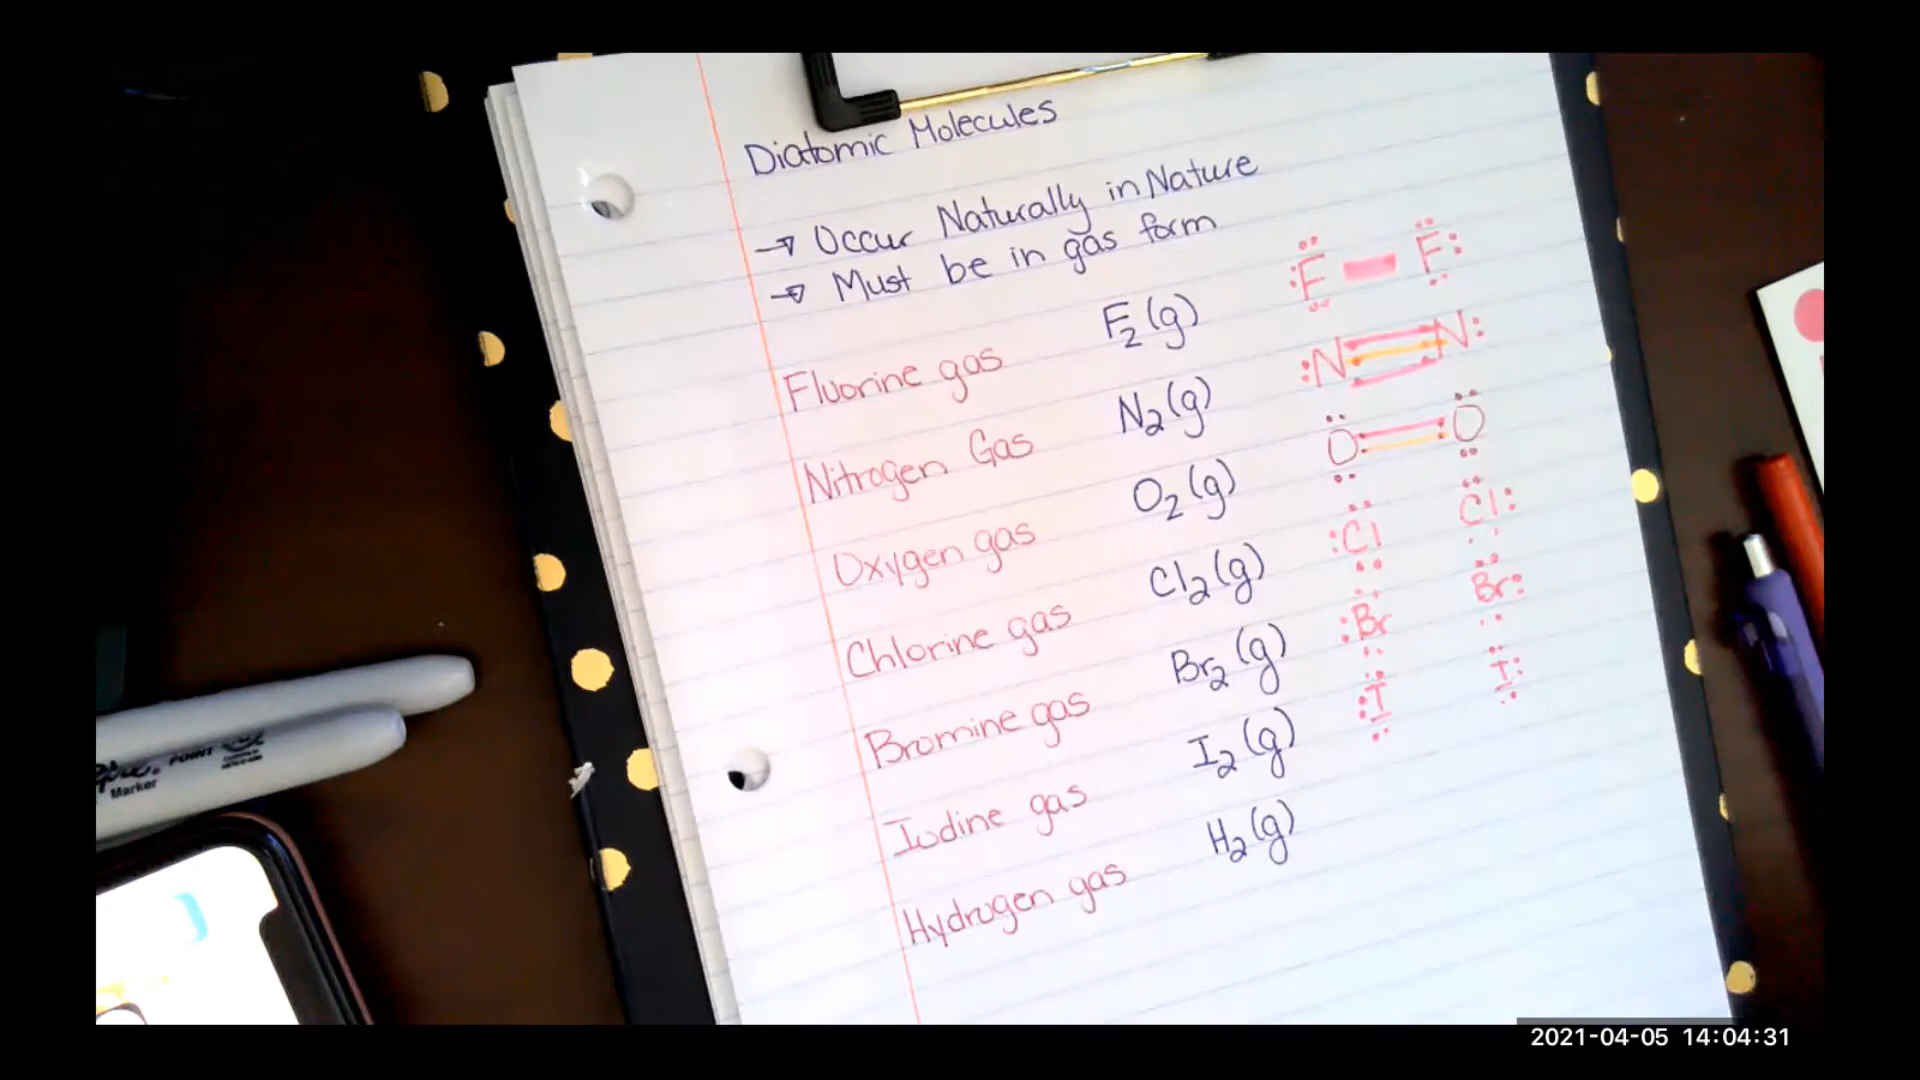 Diatomic Molecules
→ Occur Naturally in Nature
→ Must be in gas form
Fluorine gas F₂(g) :F — F:
Nitrogen Gas N₂(g) :N≡N:
Oxygen gas O₂(g) O=O
Chlorine gas Cl₂(g) :Cl Cl:
Bromine gas Br₂(g) :Br Br:
Iodine gas I₂(g) :I I:
Hydrogen gas H₂(g)
POINT
Marker
2021-04-05 14:04:31